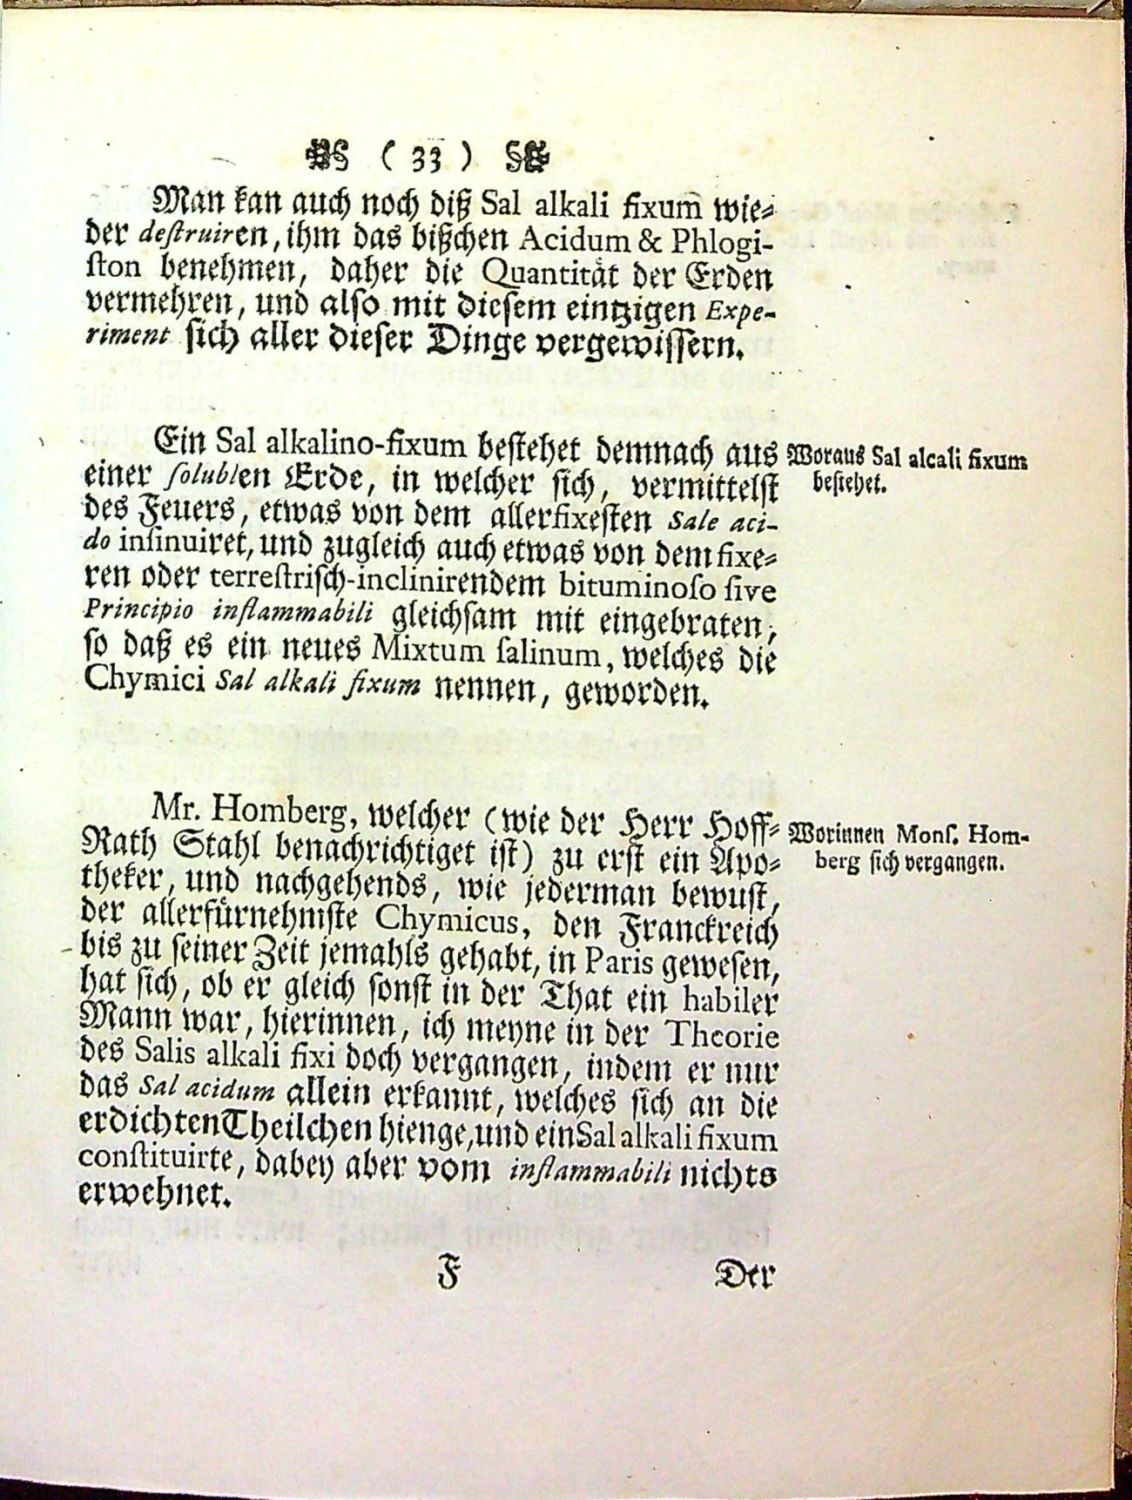 ( 33 )
Man kan auch noch diß Sal alkali fixum̄ wie-
der destruiren, ihm das bißchen Acidum & Phlogi-
ston benehmen, daher die Quantität der Erden
vermehren, und also mit diesem eintzigen Expe-
riment sich aller dieser Dinge vergewissern.
Ein Sal alkalino-fixum bestehet demnach aus
Woraus Sal alcali fixum
bestehet.
einer solublen Erde, in welcher sich, vermittelst
des Feuers, etwas von dem allerfixesten Sale aci-
do insinuiret, und zugleich auch etwas von dem fixe-
ren oder terrestrisch-inclinirendem bituminoso sive
Principio inflammabili gleichsam mit eingebraten,
so daß es ein neues Mixtum salinum, welches die
Chymici Sal alkali fixum nennen, geworden.
Mr. Homberg, welcher (wie der Herr Hoff-
Worinnen Mons. Hom-
berg sich vergangen.
Rath Stahl benachrichtiget ist) zu erst ein Apo-
theker, und nachgehends, wie jederman bewust,
der allerfürnehmste Chymicus, den Franckreich
bis zu seiner Zeit jemahls gehabt, in Paris gewesen,
hat sich, ob er gleich sonst in der That ein habiler
Mann war, hierinnen, ich meyne in der Theorie
des Salis alkali fixi doch vergangen, indem er nur
das Sal acidum allein erkannt, welches sich an die
erdichten Theilchen hienge, und ein Sal alkali fixum
constituirte, dabey aber vom inflammabili nichts
erwehnet.
F
Der